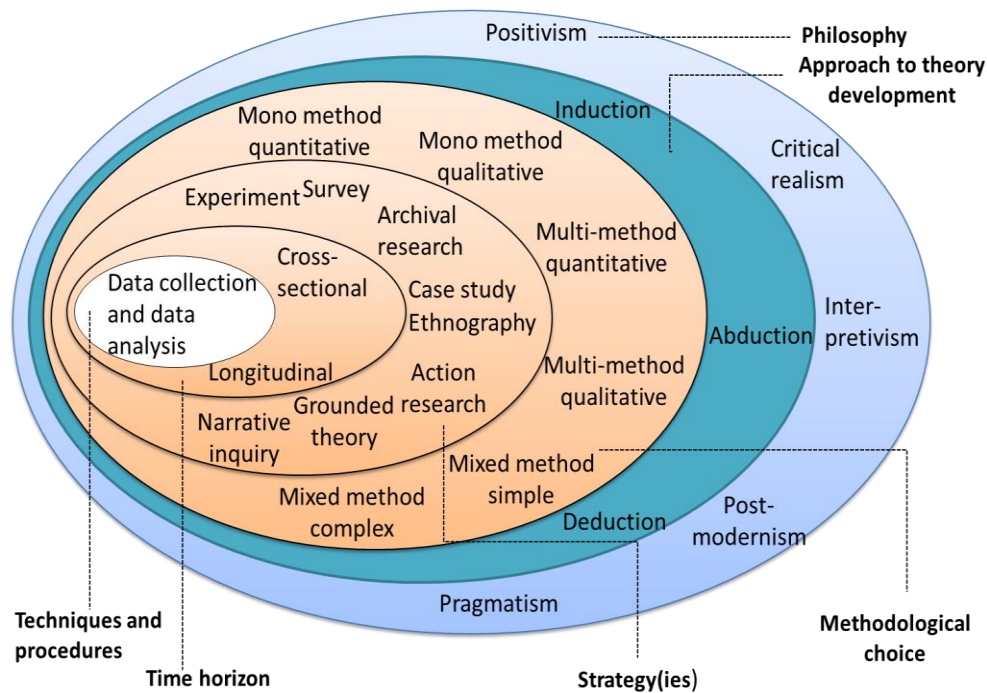 Positivism
Philosophy
Approach to theory
development
Induction
Mono method
quantitative
Mono method
qualitative
Critical
realism
Experiment
Survey
Archival
research
Multi-method
quantitative
Cross-
sectional
Data collection
and data
analysis
Case study
Ethnography
Inter-
pretivism
Abduction
Longitudinal
Action
research
Multi-method
qualitative
Grounded
theory
Narrative
inquiry
Mixed method
simple
Mixed method
complex
Deduction
Post-
modernism
Pragmatism
Techniques and
procedures
Time horizon
Strategy(ies)
Methodological
choice